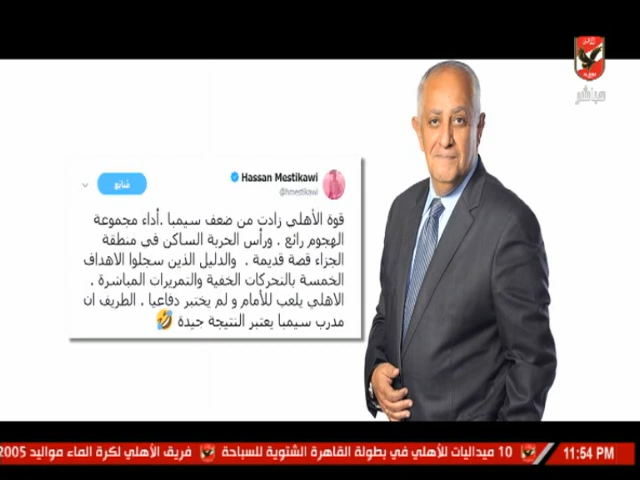 مباشر
Hassan Mestikawi
@hmestikawi
تتابع
قوة الأهلي زادت من ضعف سيمبا .أداء مجموعة
الهجوم رائع . ورأس الحربة الساكن فى منطقة
الجزاء قصة قديمة . والدليل الذين سجلوا الاهداف
الخمسة بالتحركات الخفية والتمريرات المباشرة .
الاهلي يلعب للأمام و لم يختبر دفاعيا . الطريف ان
مدرب سيمبا يعتبر النتيجة جيدة 🤣
11:54 PM
10 ميداليات للأهلي في بطولة القاهرة الشتوية للسباحة
فريق الأهلي لكرة الماء مواليد 2005